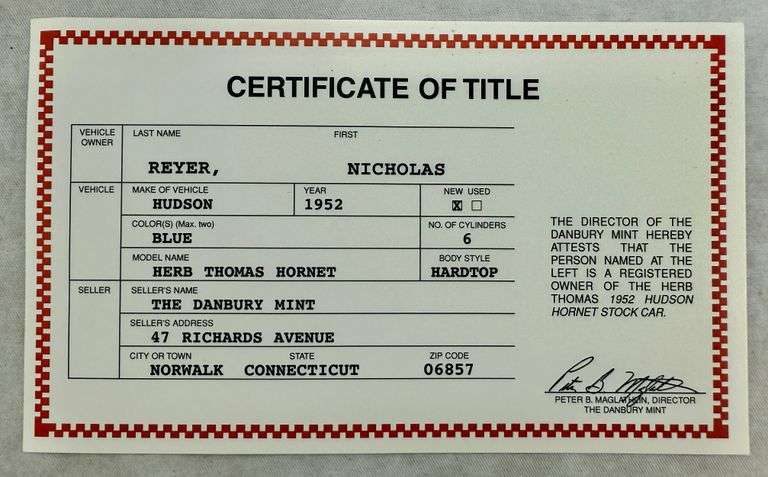 CERTIFICATE OF TITLE
VEHICLE
OWNER
LAST NAME FIRST
REYER, NICHOLAS
VEHICLE
MAKE OF VEHICLE YEAR NEW USED
HUDSON 1952 X
COLOR(S) (Max. two) NO. OF CYLINDERS
BLUE 6
MODEL NAME BODY STYLE
HERB THOMAS HORNET HARDTOP
SELLER
SELLER'S NAME
THE DANBURY MINT
SELLER'S ADDRESS
47 RICHARDS AVENUE
CITY OR TOWN STATE ZIP CODE
NORWALK CONNECTICUT 06857
THE DIRECTOR OF THE
DANBURY MINT HEREBY
ATTESTS THAT THE
PERSON NAMED AT THE
LEFT IS A REGISTERED
OWNER OF THE HERB
THOMAS 1952 HUDSON
HORNET STOCK CAR.
Peter B. Maglathlin
PETER B. MAGLATHLIN, DIRECTOR
THE DANBURY MINT